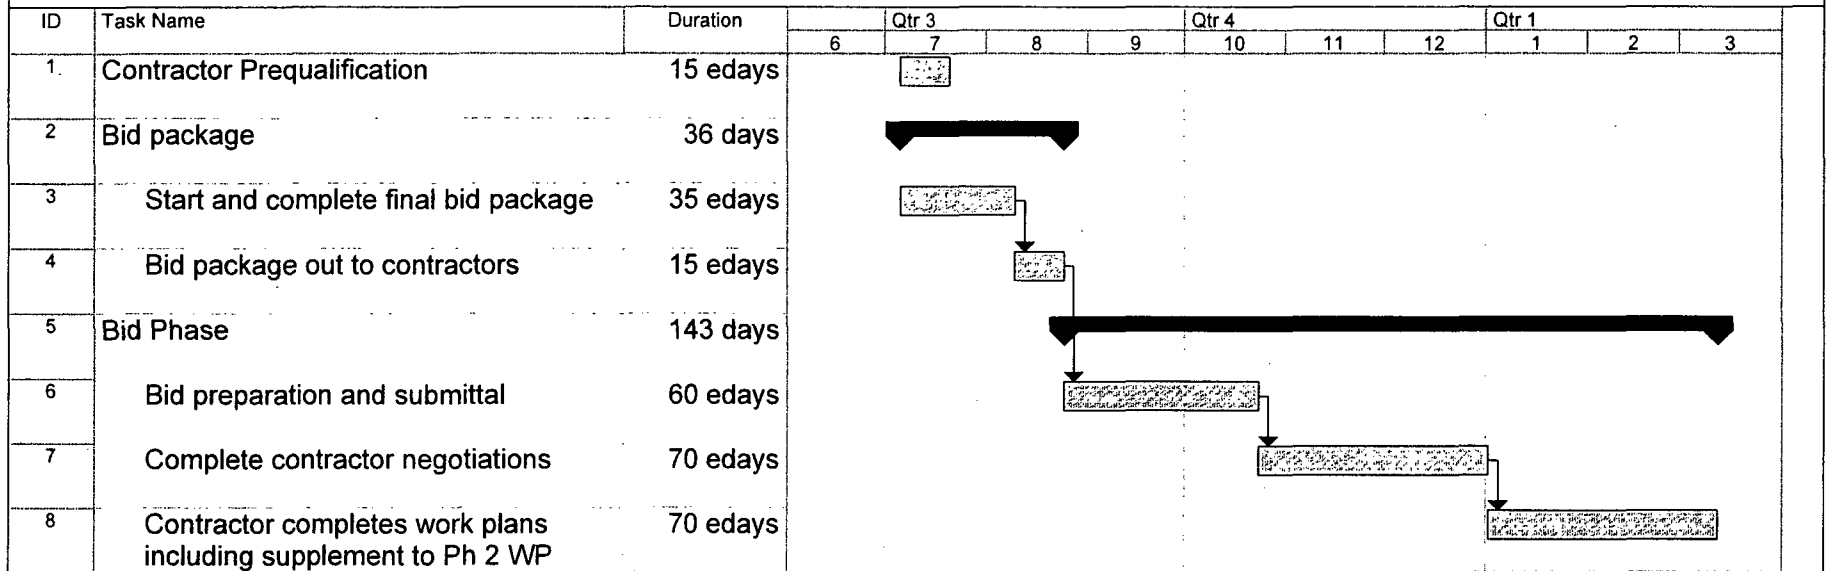 ID Task Name Duration Qtr 3 Qtr 4 Qtr 1
6 7 8 9 10 11 12 1 2 3
1. Contractor Prequalification 15 edays
2 Bid package 36 days
3 Start and complete final bid package 35 edays
4 Bid package out to contractors 15 edays
5 Bid Phase 143 days
6 Bid preparation and submittal 60 edays
7 Complete contractor negotiations 70 edays
8 Contractor completes work plans 70 edays
including supplement to Ph 2 WP